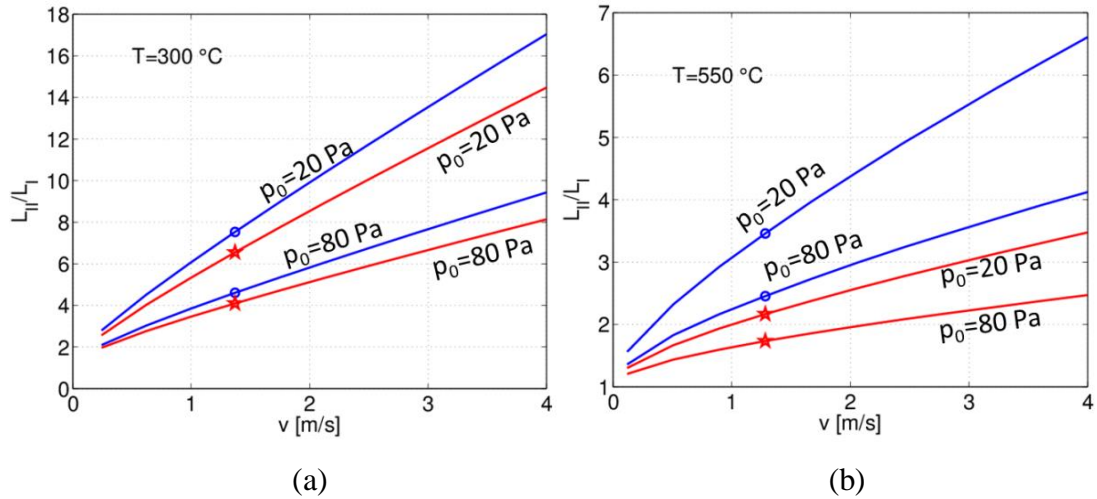 18
16
14
12
10
8
6
4
2
0
L_II/L_I
T=300 °C
p₀=20 Pa
p₀=20 Pa
p₀=80 Pa
p₀=80 Pa
0 1 2 3 4
v [m/s]
(a)
7
6
5
4
3
2
1
L_II/L_I
T=550 °C
p₀=20 Pa
p₀=80 Pa
p₀=20 Pa
p₀=80 Pa
0 1 2 3 4
v [m/s]
(b)